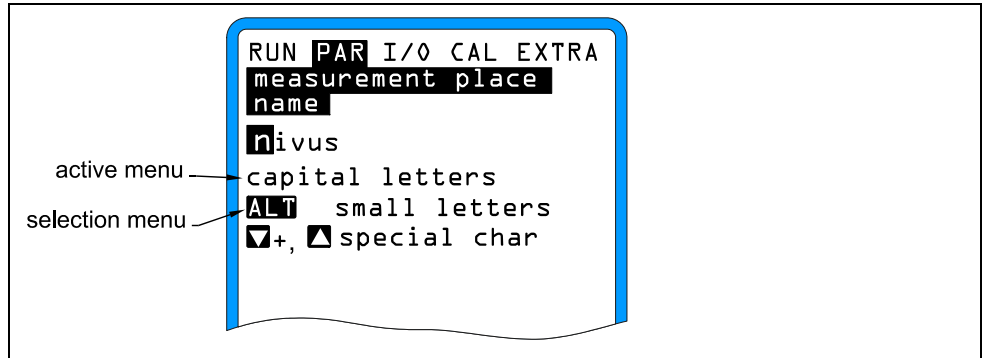 RUN PAR I/O CAL EXTRA
measurement place
name
nivus
active menu
capital letters
selection menu
ALT small letters
▼+, ▲ special char